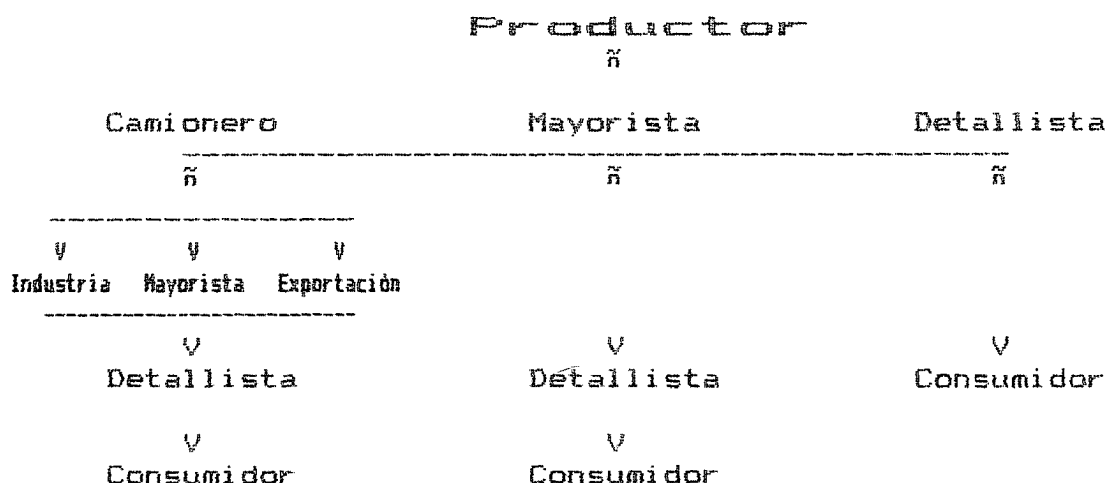 Productor
ñ
Camionero Mayorista Detallista
ñ ñ ñ
V V V
Industria Mayorista Exportación
V V V
Detallista Detallista Consumidor
V V
Consumidor Consumidor